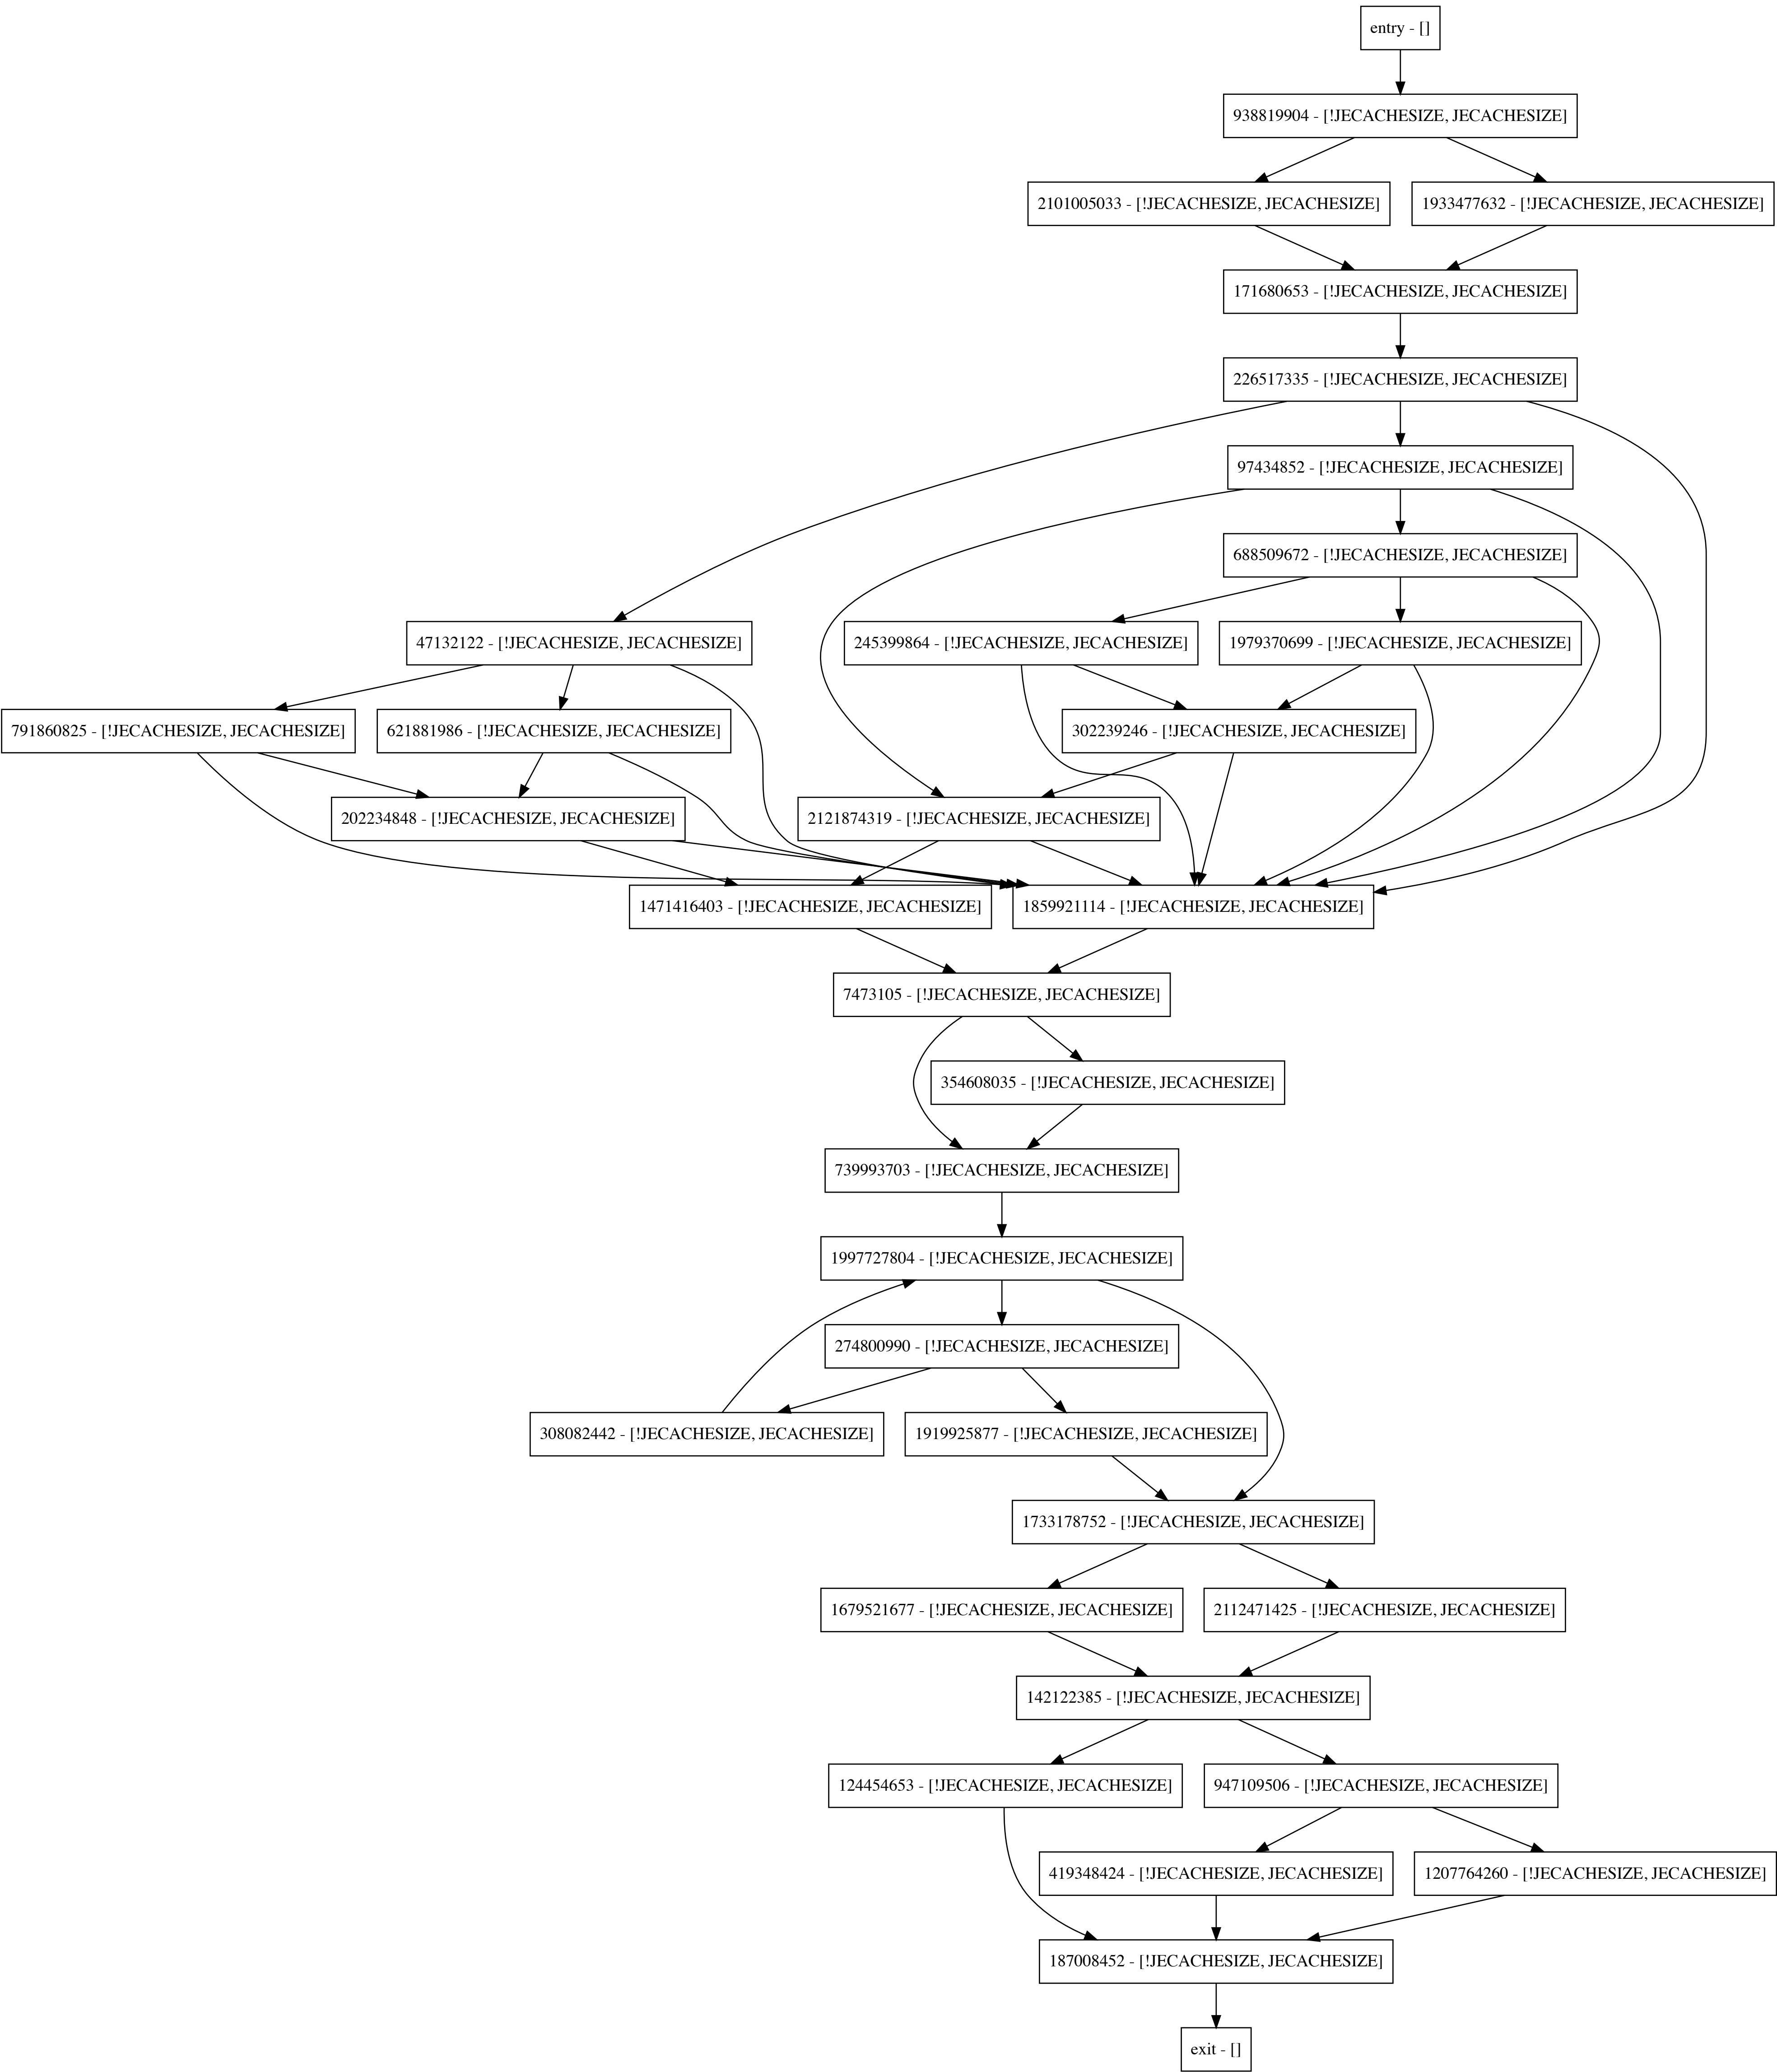 entry - []
938819904 - [!JECACHESIZE, JECACHESIZE]
2101005033 - [!JECACHESIZE, JECACHESIZE]
1933477632 - [!JECACHESIZE, JECACHESIZE]
171680653 - [!JECACHESIZE, JECACHESIZE]
226517335 - [!JECACHESIZE, JECACHESIZE]
97434852 - [!JECACHESIZE, JECACHESIZE]
688509672 - [!JECACHESIZE, JECACHESIZE]
47132122 - [!JECACHESIZE, JECACHESIZE]
245399864 - [!JECACHESIZE, JECACHESIZE]
1979370699 - [!JECACHESIZE, JECACHESIZE]
791860825 - [!JECACHESIZE, JECACHESIZE]
621881986 - [!JECACHESIZE, JECACHESIZE]
302239246 - [!JECACHESIZE, JECACHESIZE]
202234848 - [!JECACHESIZE, JECACHESIZE]
2121874319 - [!JECACHESIZE, JECACHESIZE]
1471416403 - [!JECACHESIZE, JECACHESIZE]
1859921114 - [!JECACHESIZE, JECACHESIZE]
7473105 - [!JECACHESIZE, JECACHESIZE]
354608035 - [!JECACHESIZE, JECACHESIZE]
739993703 - [!JECACHESIZE, JECACHESIZE]
1997727804 - [!JECACHESIZE, JECACHESIZE]
274800990 - [!JECACHESIZE, JECACHESIZE]
308082442 - [!JECACHESIZE, JECACHESIZE]
1919925877 - [!JECACHESIZE, JECACHESIZE]
1733178752 - [!JECACHESIZE, JECACHESIZE]
1679521677 - [!JECACHESIZE, JECACHESIZE]
2112471425 - [!JECACHESIZE, JECACHESIZE]
142122385 - [!JECACHESIZE, JECACHESIZE]
124454653 - [!JECACHESIZE, JECACHESIZE]
947109506 - [!JECACHESIZE, JECACHESIZE]
419348424 - [!JECACHESIZE, JECACHESIZE]
1207764260 - [!JECACHESIZE, JECACHESIZE]
187008452 - [!JECACHESIZE, JECACHESIZE]
exit - []